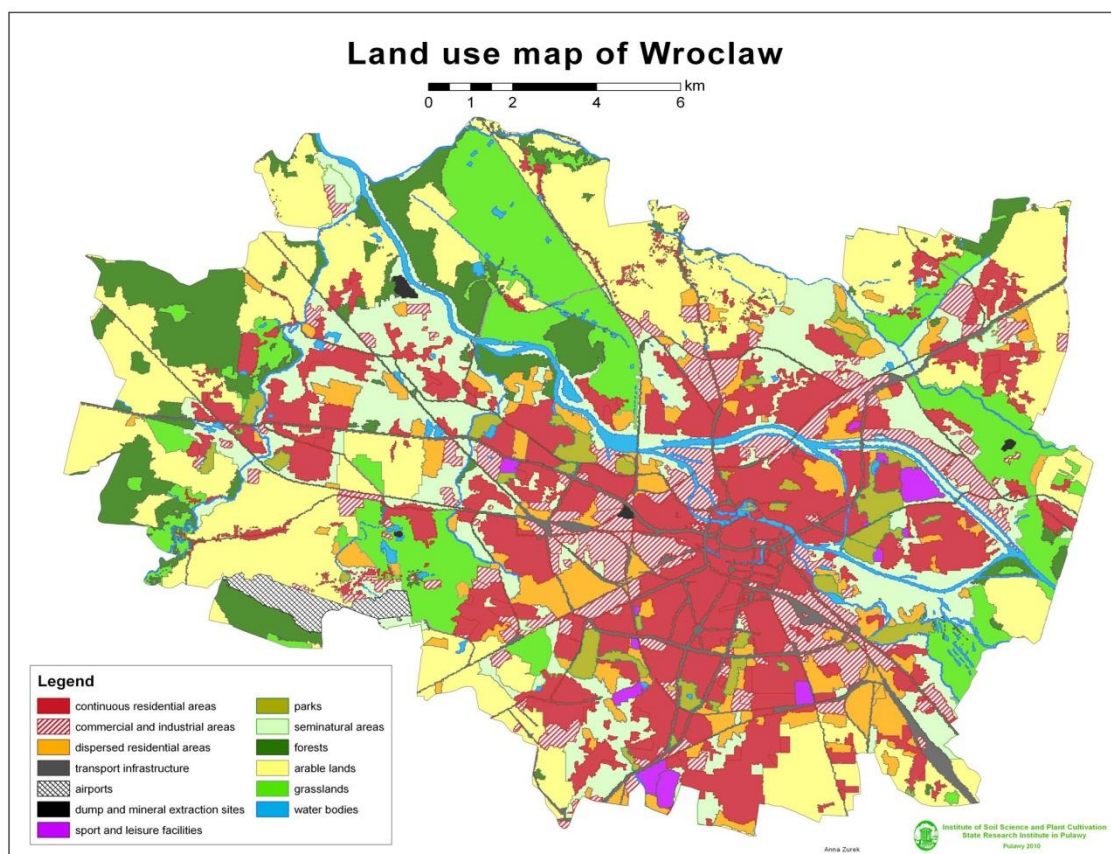 Land use map of Wroclaw
km
0 1 2 4 6
Legend
continuous residential areas
commercial and industrial areas
dispersed residential areas
transport infrastructure
airports
dump and mineral extraction sites
sport and leisure facilities
parks
seminatural areas
forests
arable lands
grasslands
water bodies
Anna Zurek
Institute of Soil Science and Plant Cultivation
State Research Institute in Pulawy
Pulawy 2010